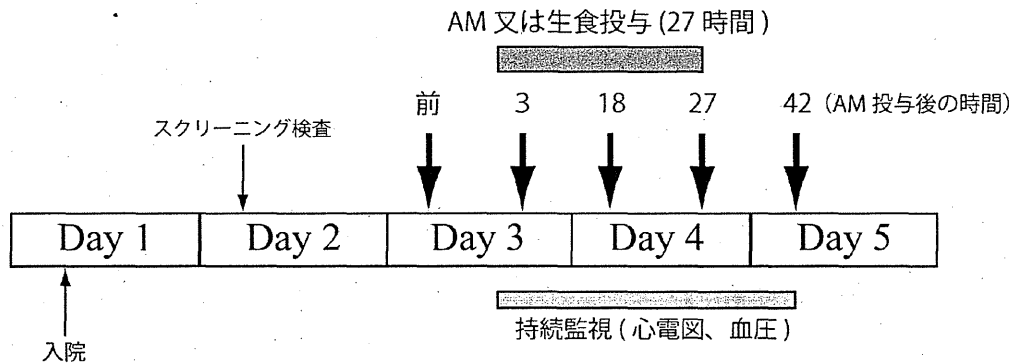 AM 又は生食投与 (27 時間 )
前 3 18 27 42 (AM 投与後の時間)
スクリーニング検査
Day 1 Day 2 Day 3 Day 4 Day 5
持続監視 ( 心電図、血圧 )
入院